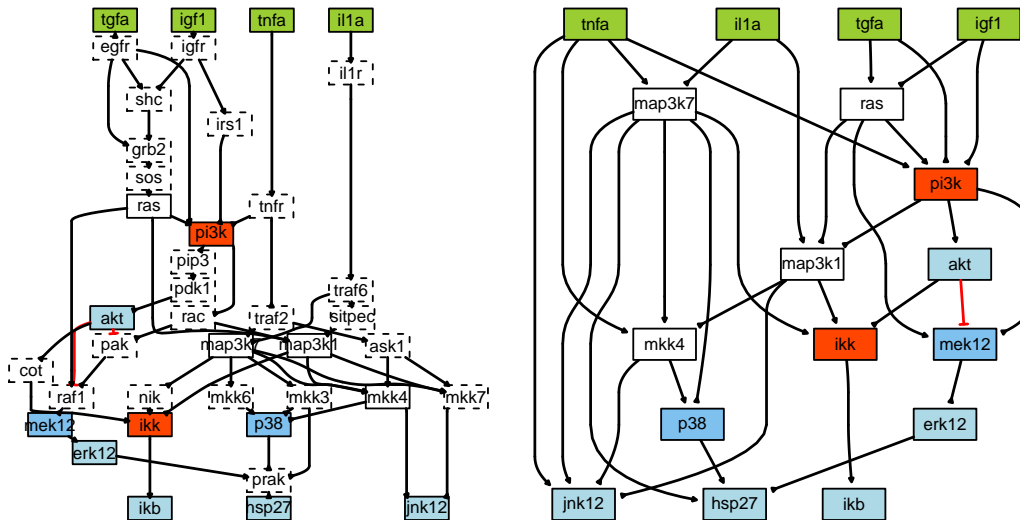 tgfa
igf1
tnfa
il1a
egfr
igfr
il1r
shc
irs1
grb2
sos
ras
tnfr
pi3k
pip3
pdk1
traf6
akt
rac
traf2
sitpec
pak
map3k7
map3k1
ask1
cot
raf1
nik
mkk6
mkk3
mkk4
mkk7
mek12
ikk
p38
erk12
prak
ikb
hsp27
jnk12
tnfa
il1a
tgfa
igf1
map3k7
ras
pi3k
map3k1
akt
mkk4
ikk
mek12
p38
erk12
jnk12
hsp27
ikb